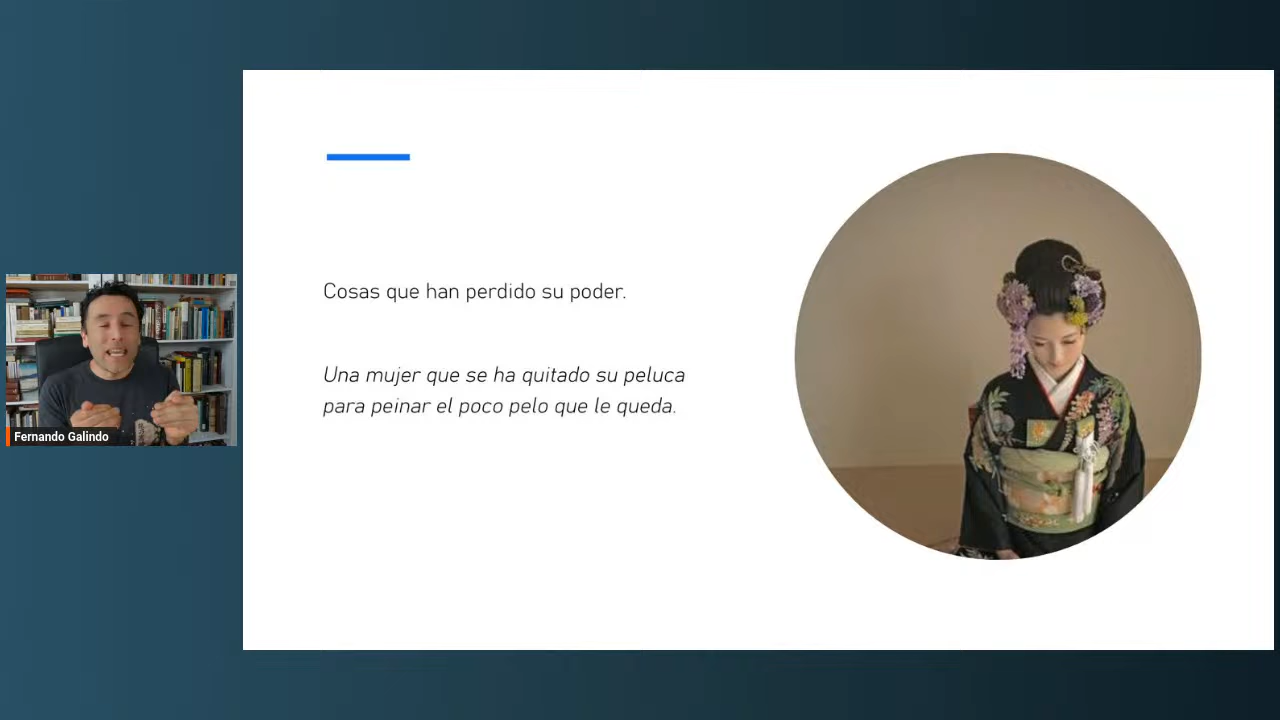 Cosas que han perdido su poder.
Una mujer que se ha quitado su peluca
para peinar el poco pelo que le queda.
Fernando Galindo